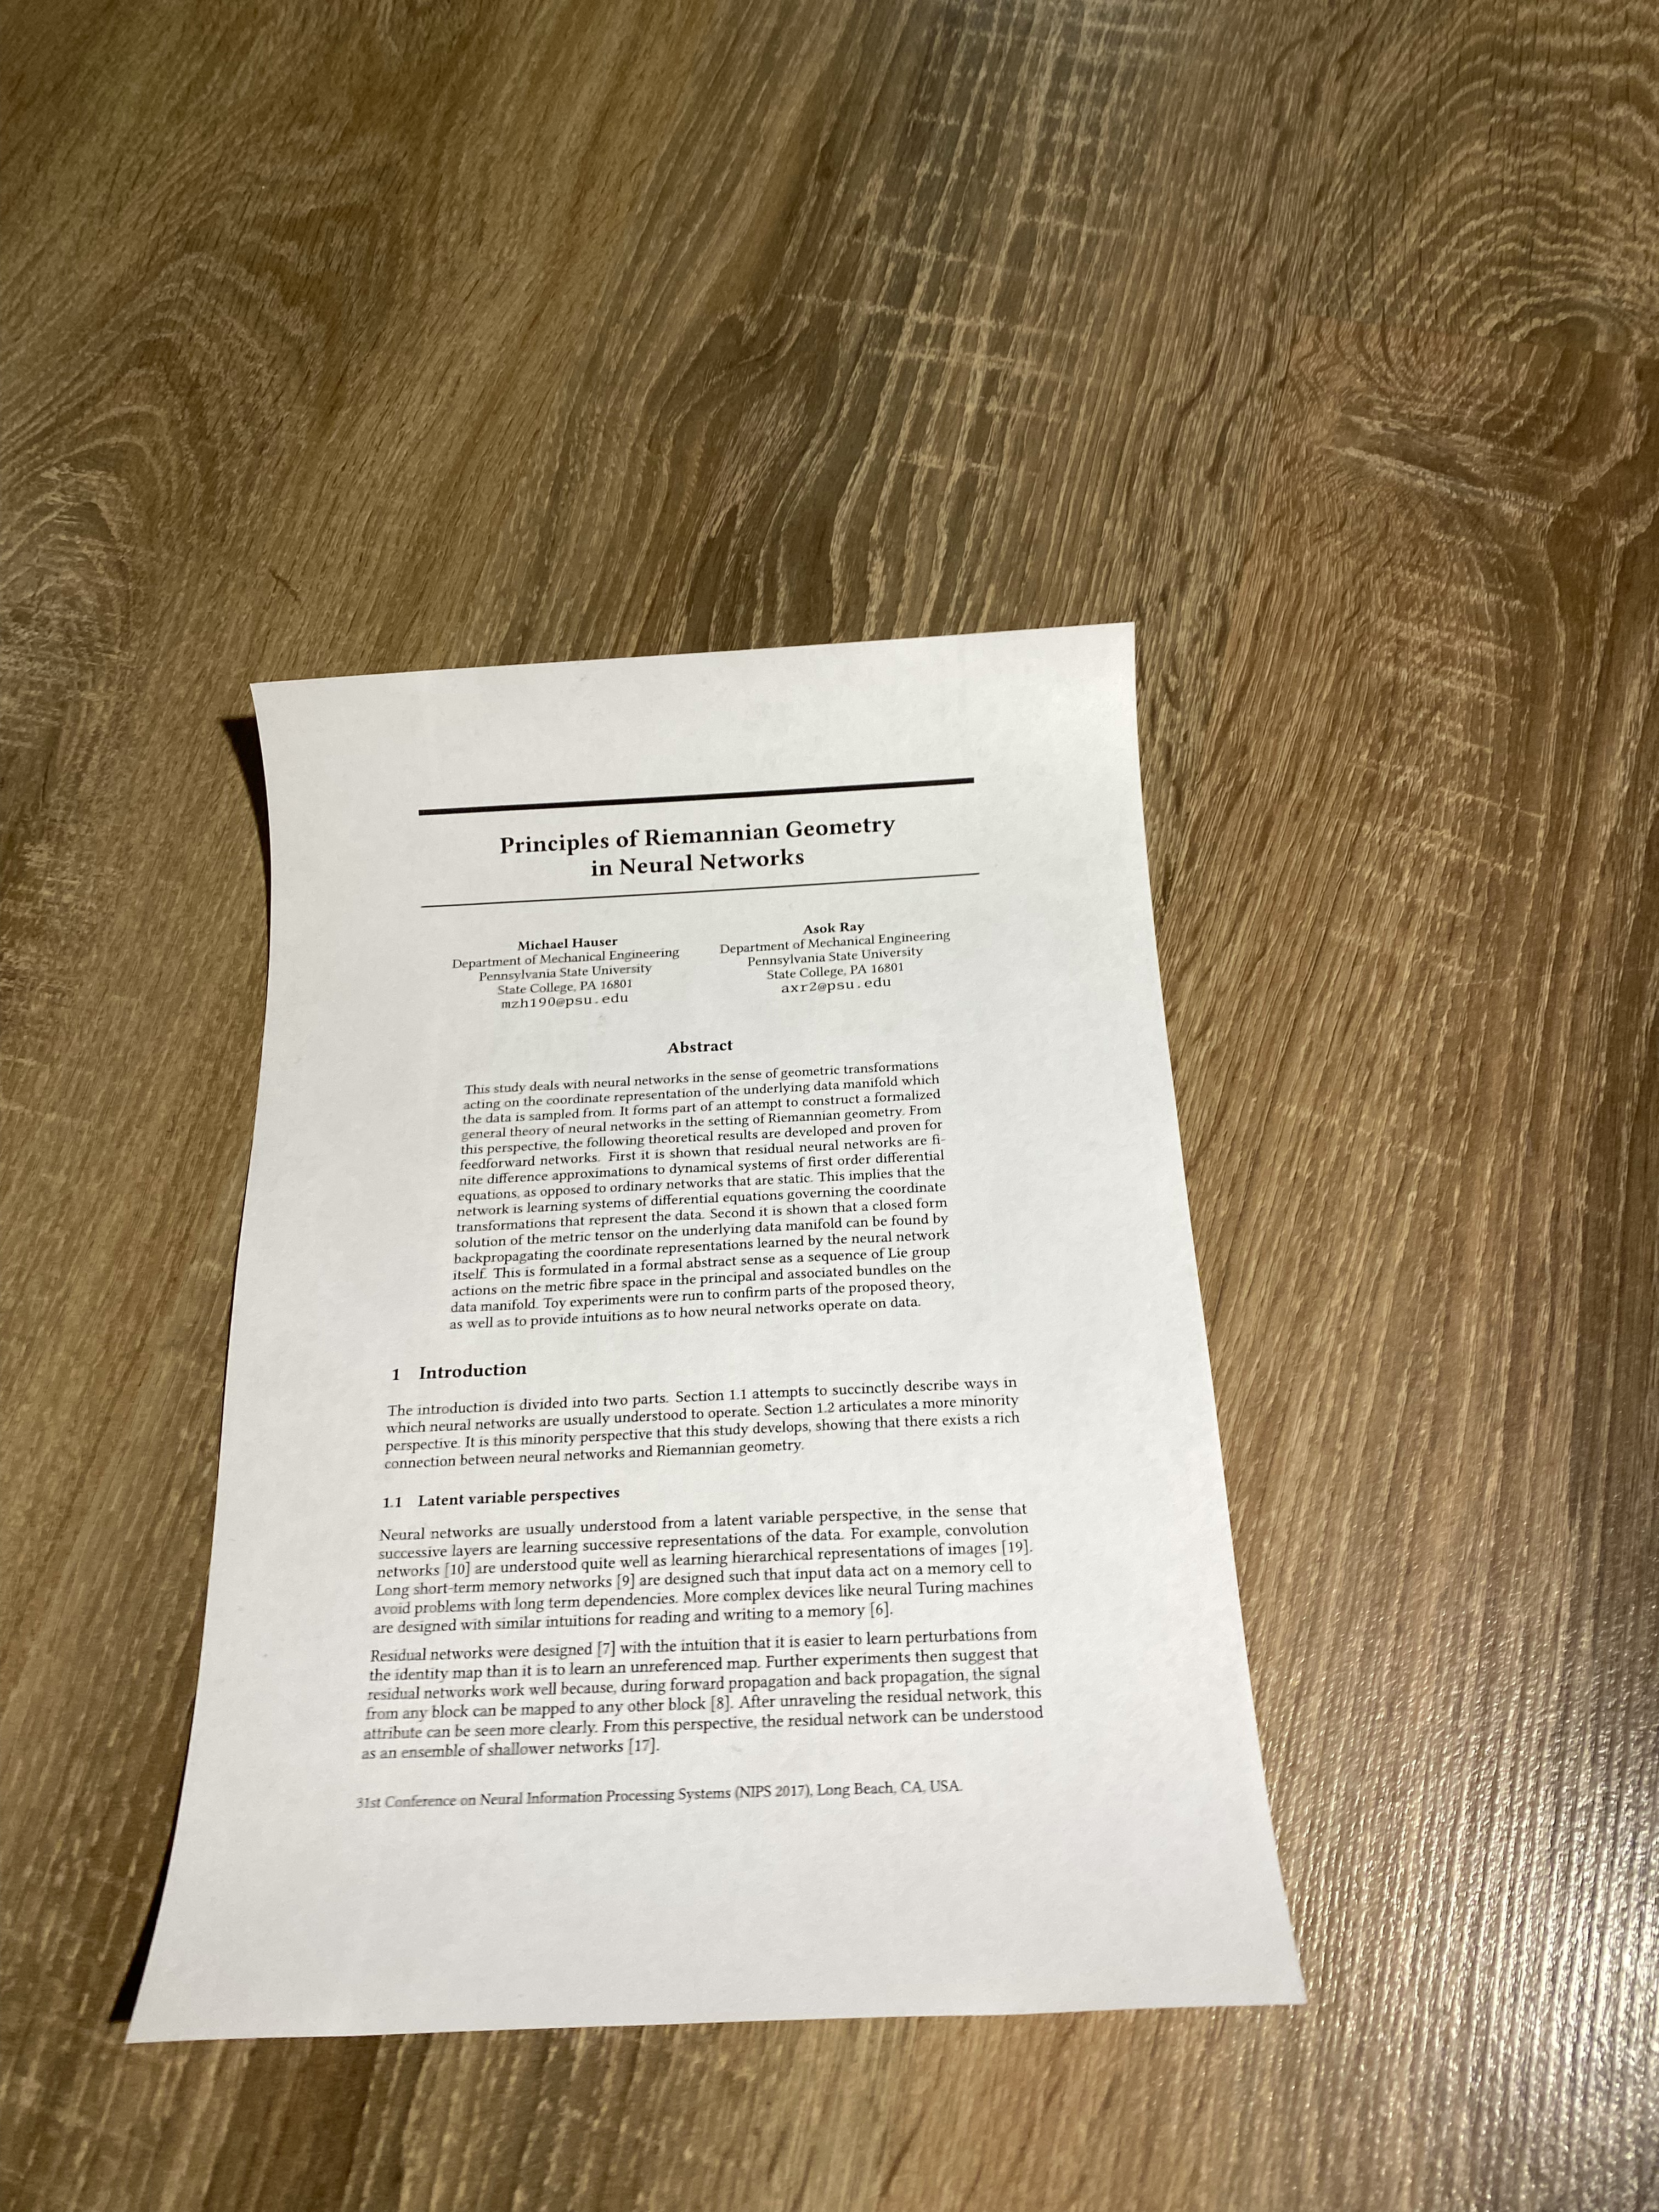 Principles of Riemannian Geometry
in Neural Networks
Michael Hauser
Department of Mechanical Engineering
Pennsylvania State University
State College, PA 16801
mzh190@psu.edu
Asok Ray
Department of Mechanical Engineering
Pennsylvania State University
State College, PA 16801
axr2@psu.edu
Abstract
This study deals with neural networks in the sense of geometric transformations
acting on the coordinate representation of the underlying data manifold which
the data is sampled from. It forms part of an attempt to construct a formalized
general theory of neural networks in the setting of Riemannian geometry. From
this perspective, the following theoretical results are developed and proven for
feedforward networks. First it is shown that residual neural networks are fi-
nite difference approximations to dynamical systems of first order differential
equations, as opposed to ordinary networks that are static. This implies that the
network is learning systems of differential equations governing the coordinate
transformations that represent the data. Second it is shown that a closed form
solution of the metric tensor on the underlying data manifold can be found by
backpropagating the coordinate representations learned by the neural network
itself. This is formulated in a formal abstract sense as a sequence of Lie group
actions on the metric fibre space in the principal and associated bundles on the
data manifold. Toy experiments were run to confirm parts of the proposed theory,
as well as to provide intuitions as to how neural networks operate on data.
1 Introduction
The introduction is divided into two parts. Section 1.1 attempts to succinctly describe ways in
which neural networks are usually understood to operate. Section 1.2 articulates a more minority
perspective. It is this minority perspective that this study develops, showing that there exists a rich
connection between neural networks and Riemannian geometry.
1.1 Latent variable perspectives
Neural networks are usually understood from a latent variable perspective, in the sense that
successive layers are learning successive representations of the data. For example, convolution
networks [10] are understood quite well as learning hierarchical representations of images [19].
Long short-term memory networks [9] are designed such that input data act on a memory cell to
avoid problems with long term dependencies. More complex devices like neural Turing machines
are designed with similar intuitions for reading and writing to a memory [6].
Residual networks were designed [7] with the intuition that it is easier to learn perturbations from
the identity map than it is to learn an unreferenced map. Further experiments then suggest that
residual networks work well because, during forward propagation and back propagation, the signal
from any block can be mapped to any other block [8]. After unraveling the residual network, this
attribute can be seen more clearly. From this perspective, the residual network can be understood
as an ensemble of shallower networks [17].
31st Conference on Neural Information Processing Systems (NIPS 2017), Long Beach, CA, USA.